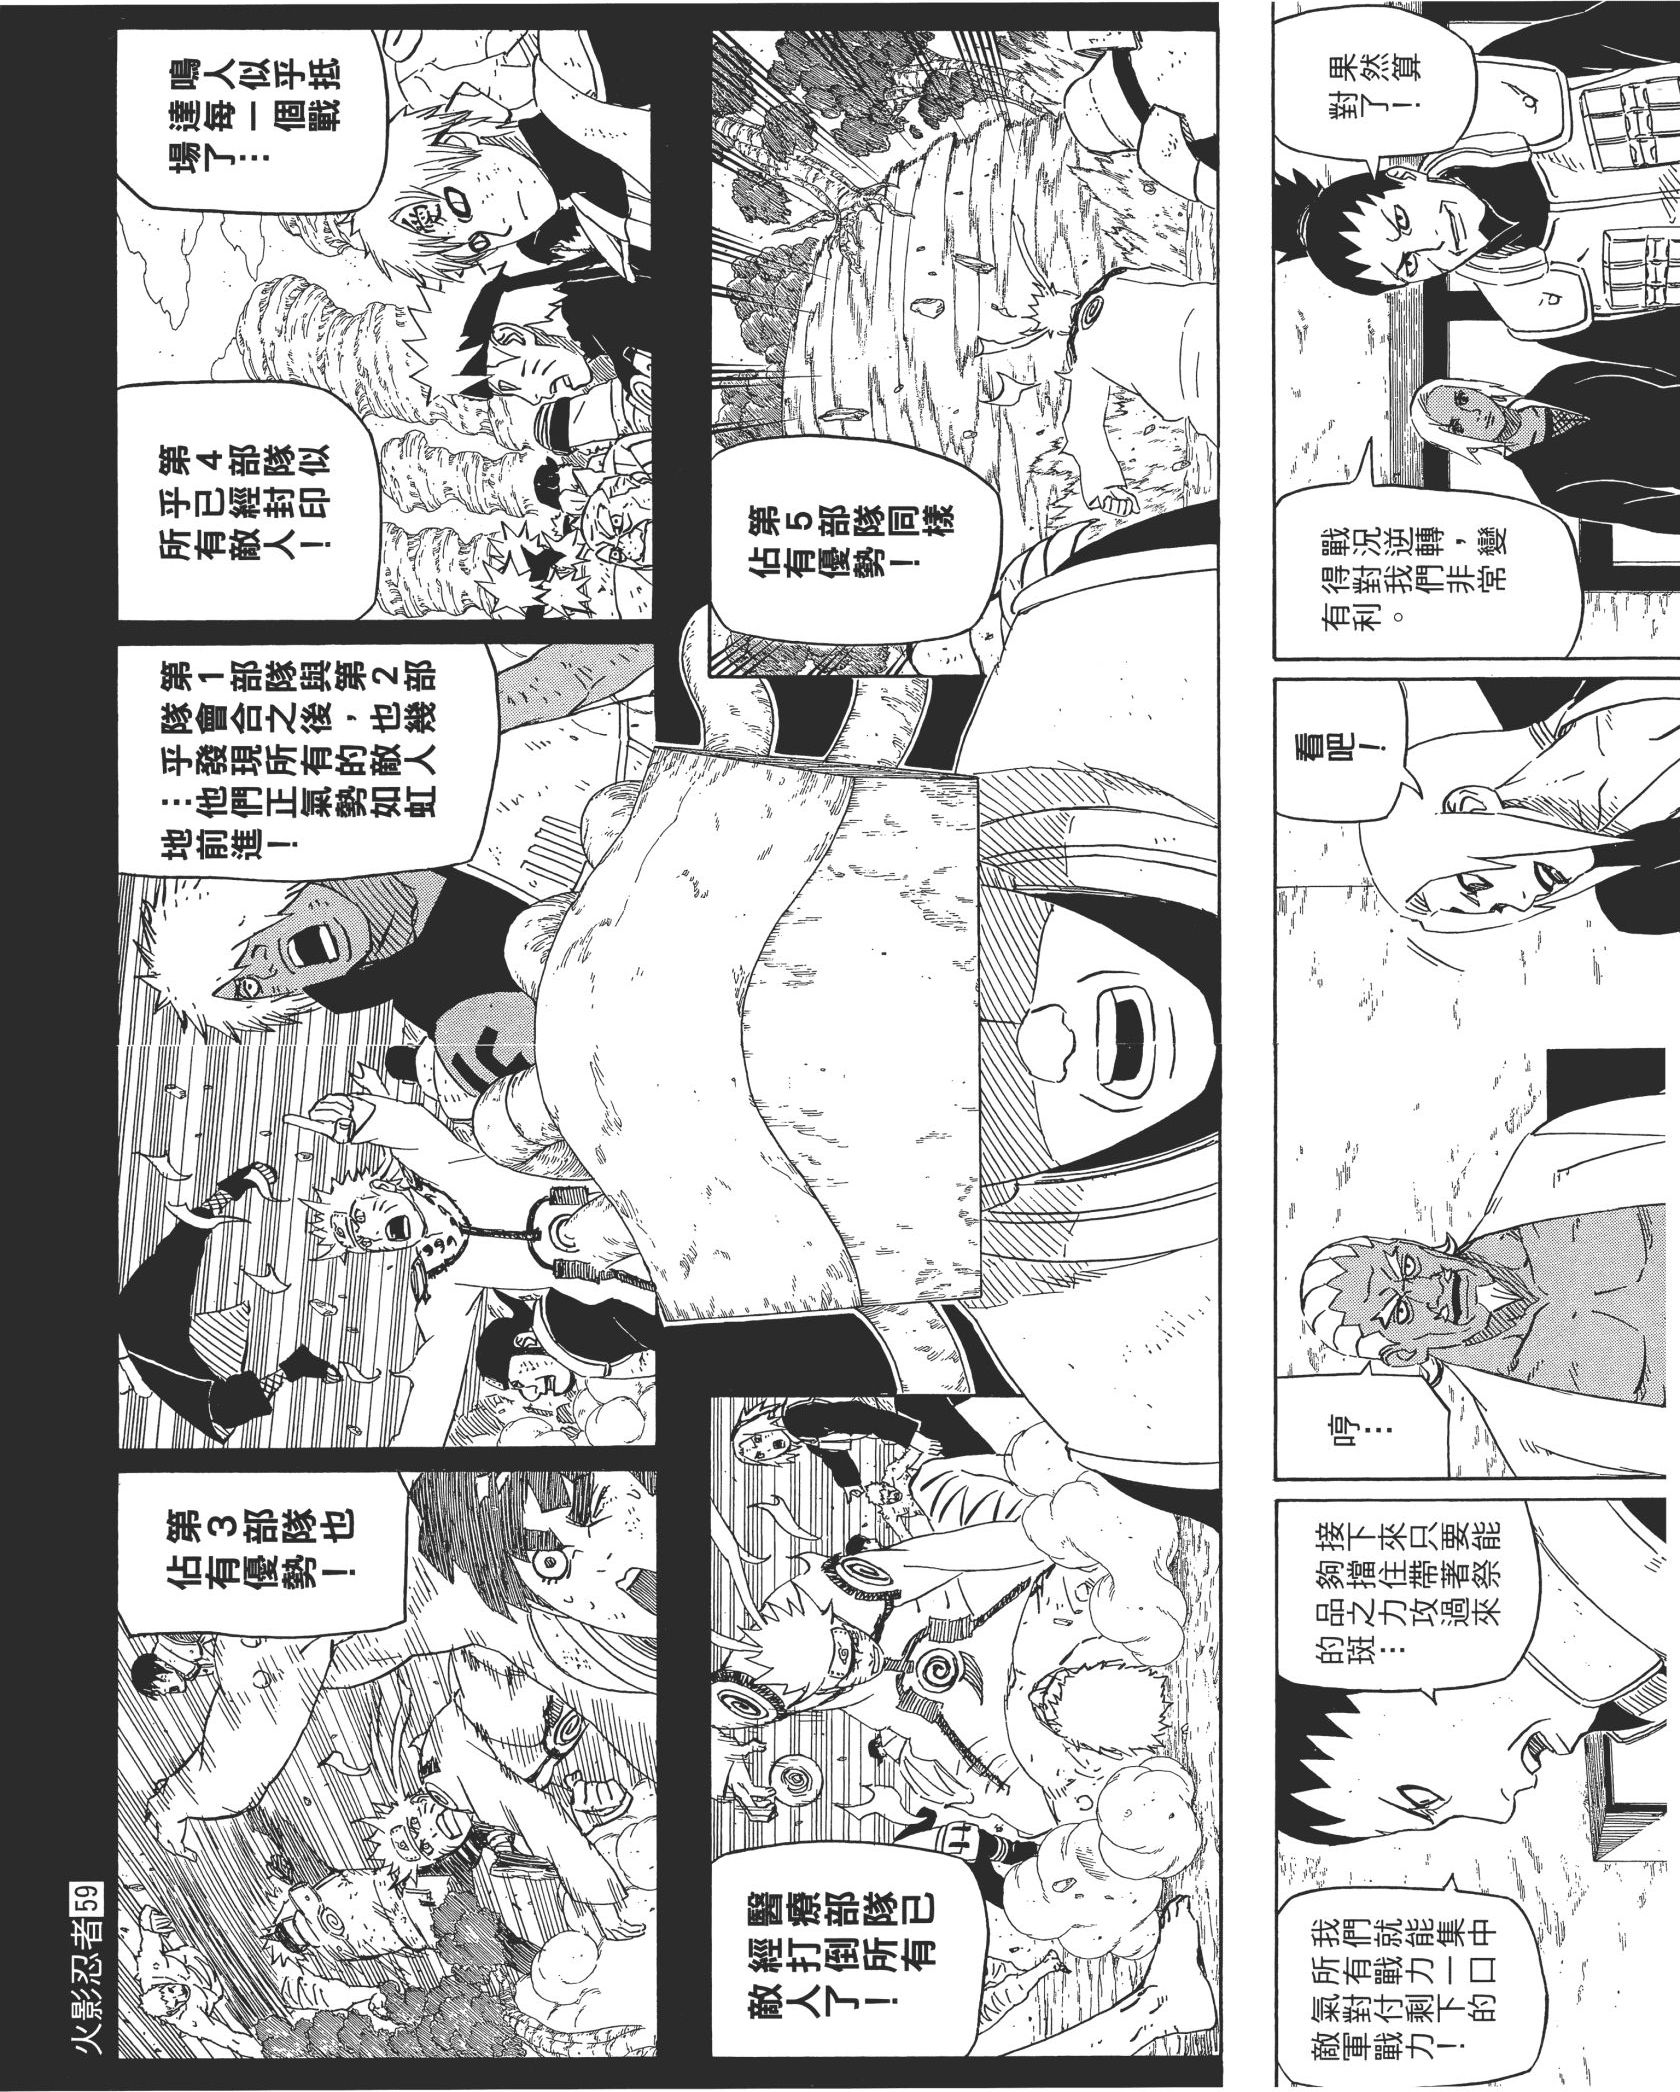 火影忍者59
鳴人似乎抵
達每一個戰
場了…
愛
第4部隊似
乎已經封印
所有敵人！
第1部隊與第2部
隊會合之後，也幾
乎發現所有的敵人
…他們正氣勢如虹
地前進！
第3部隊也
佔有優勢！
第5部隊同樣
佔有優勢！
醫療部隊已
經打倒所有
敵人了！
果然算
對了！
戰況逆轉，變
得對我們非常
有利。
看吧！
哼…
接下來只要能
夠擋住帶著祭
品之力攻過來
的斑…
我們就能集中
所有戰力一口
氣對付剩下的
敵軍戰力！